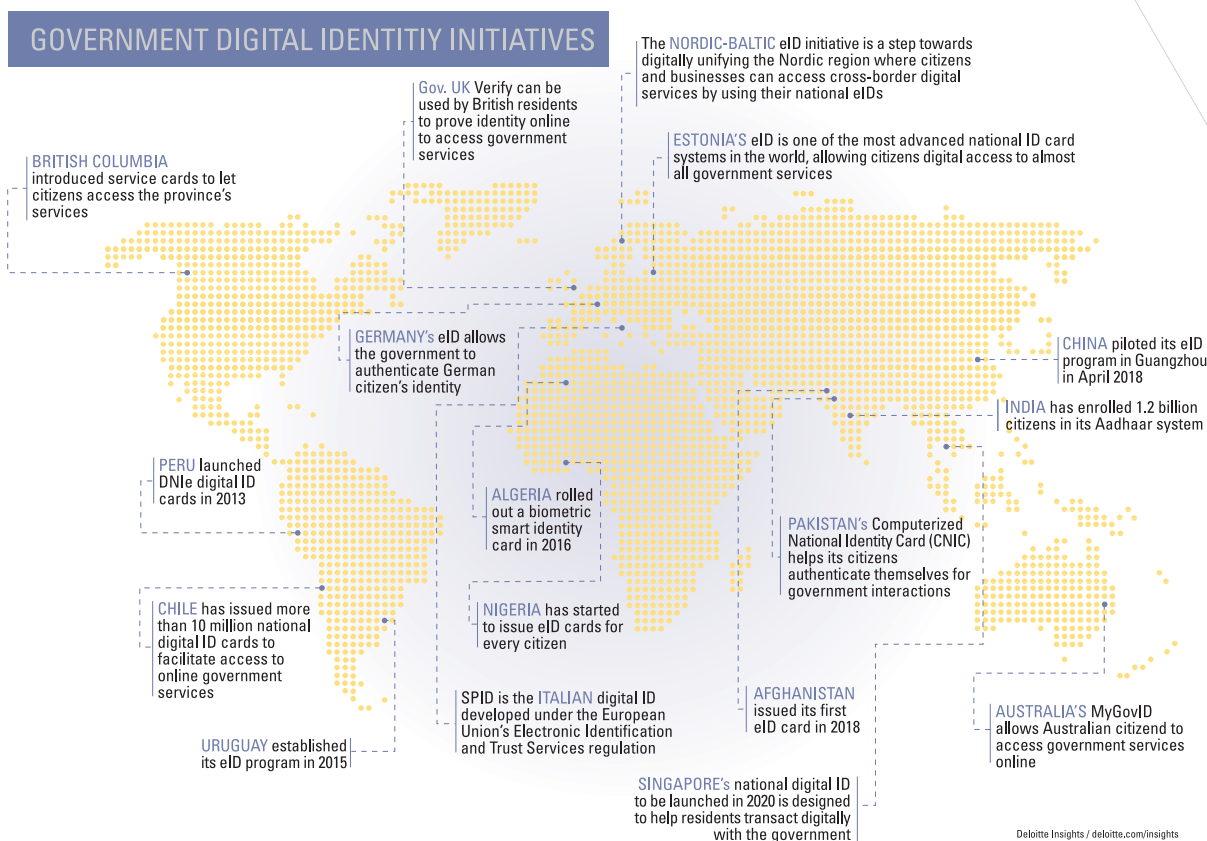 GOVERNMENT DIGITAL IDENTITIY INITIATIVES
The NORDIC-BALTIC eID initiative is a step towards
digitally unifying the Nordic region where citizens
and businesses can access cross-border digital
services by using their national eIDs
Gov. UK Verify can be
used by British residents
to prove identity online
to access government
services
ESTONIA'S eID is one of the most advanced national ID card
systems in the world, allowing citizens digital access to almost
all government services
BRITISH COLUMBIA
introduced service cards to let
citizens access the province's
services
GERMANY's eID allows
the government to
authenticate German
citizen's identity
CHINA piloted its eID
program in Guangzhou
in April 2018
INDIA has enrolled 1.2 billion
citizens in its Aadhaar system
PERU launched
DNIe digital ID
cards in 2013
ALGERIA rolled
out a biometric
smart identity
card in 2016
PAKISTAN's Computerized
National Identity Card (CNIC)
helps its citizens
authenticate themselves for
government interactions
CHILE has issued more
than 10 million national
digital ID cards to
facilitate access to
online government
services
NIGERIA has started
to issue eID cards for
every citizen
SPID is the ITALIAN digital ID
developed under the European
Union's Electronic Identification
and Trust Services regulation
AFGHANISTAN
issued its first
eID card in 2018
AUSTRALIA'S MyGovID
allows Australian citizend to
access government services
online
URUGUAY established
its eID program in 2015
SINGAPORE's national digital ID
to be launched in 2020 is designed
to help residents transact digitally
with the government
Deloitte Insights / deloitte.com/insights